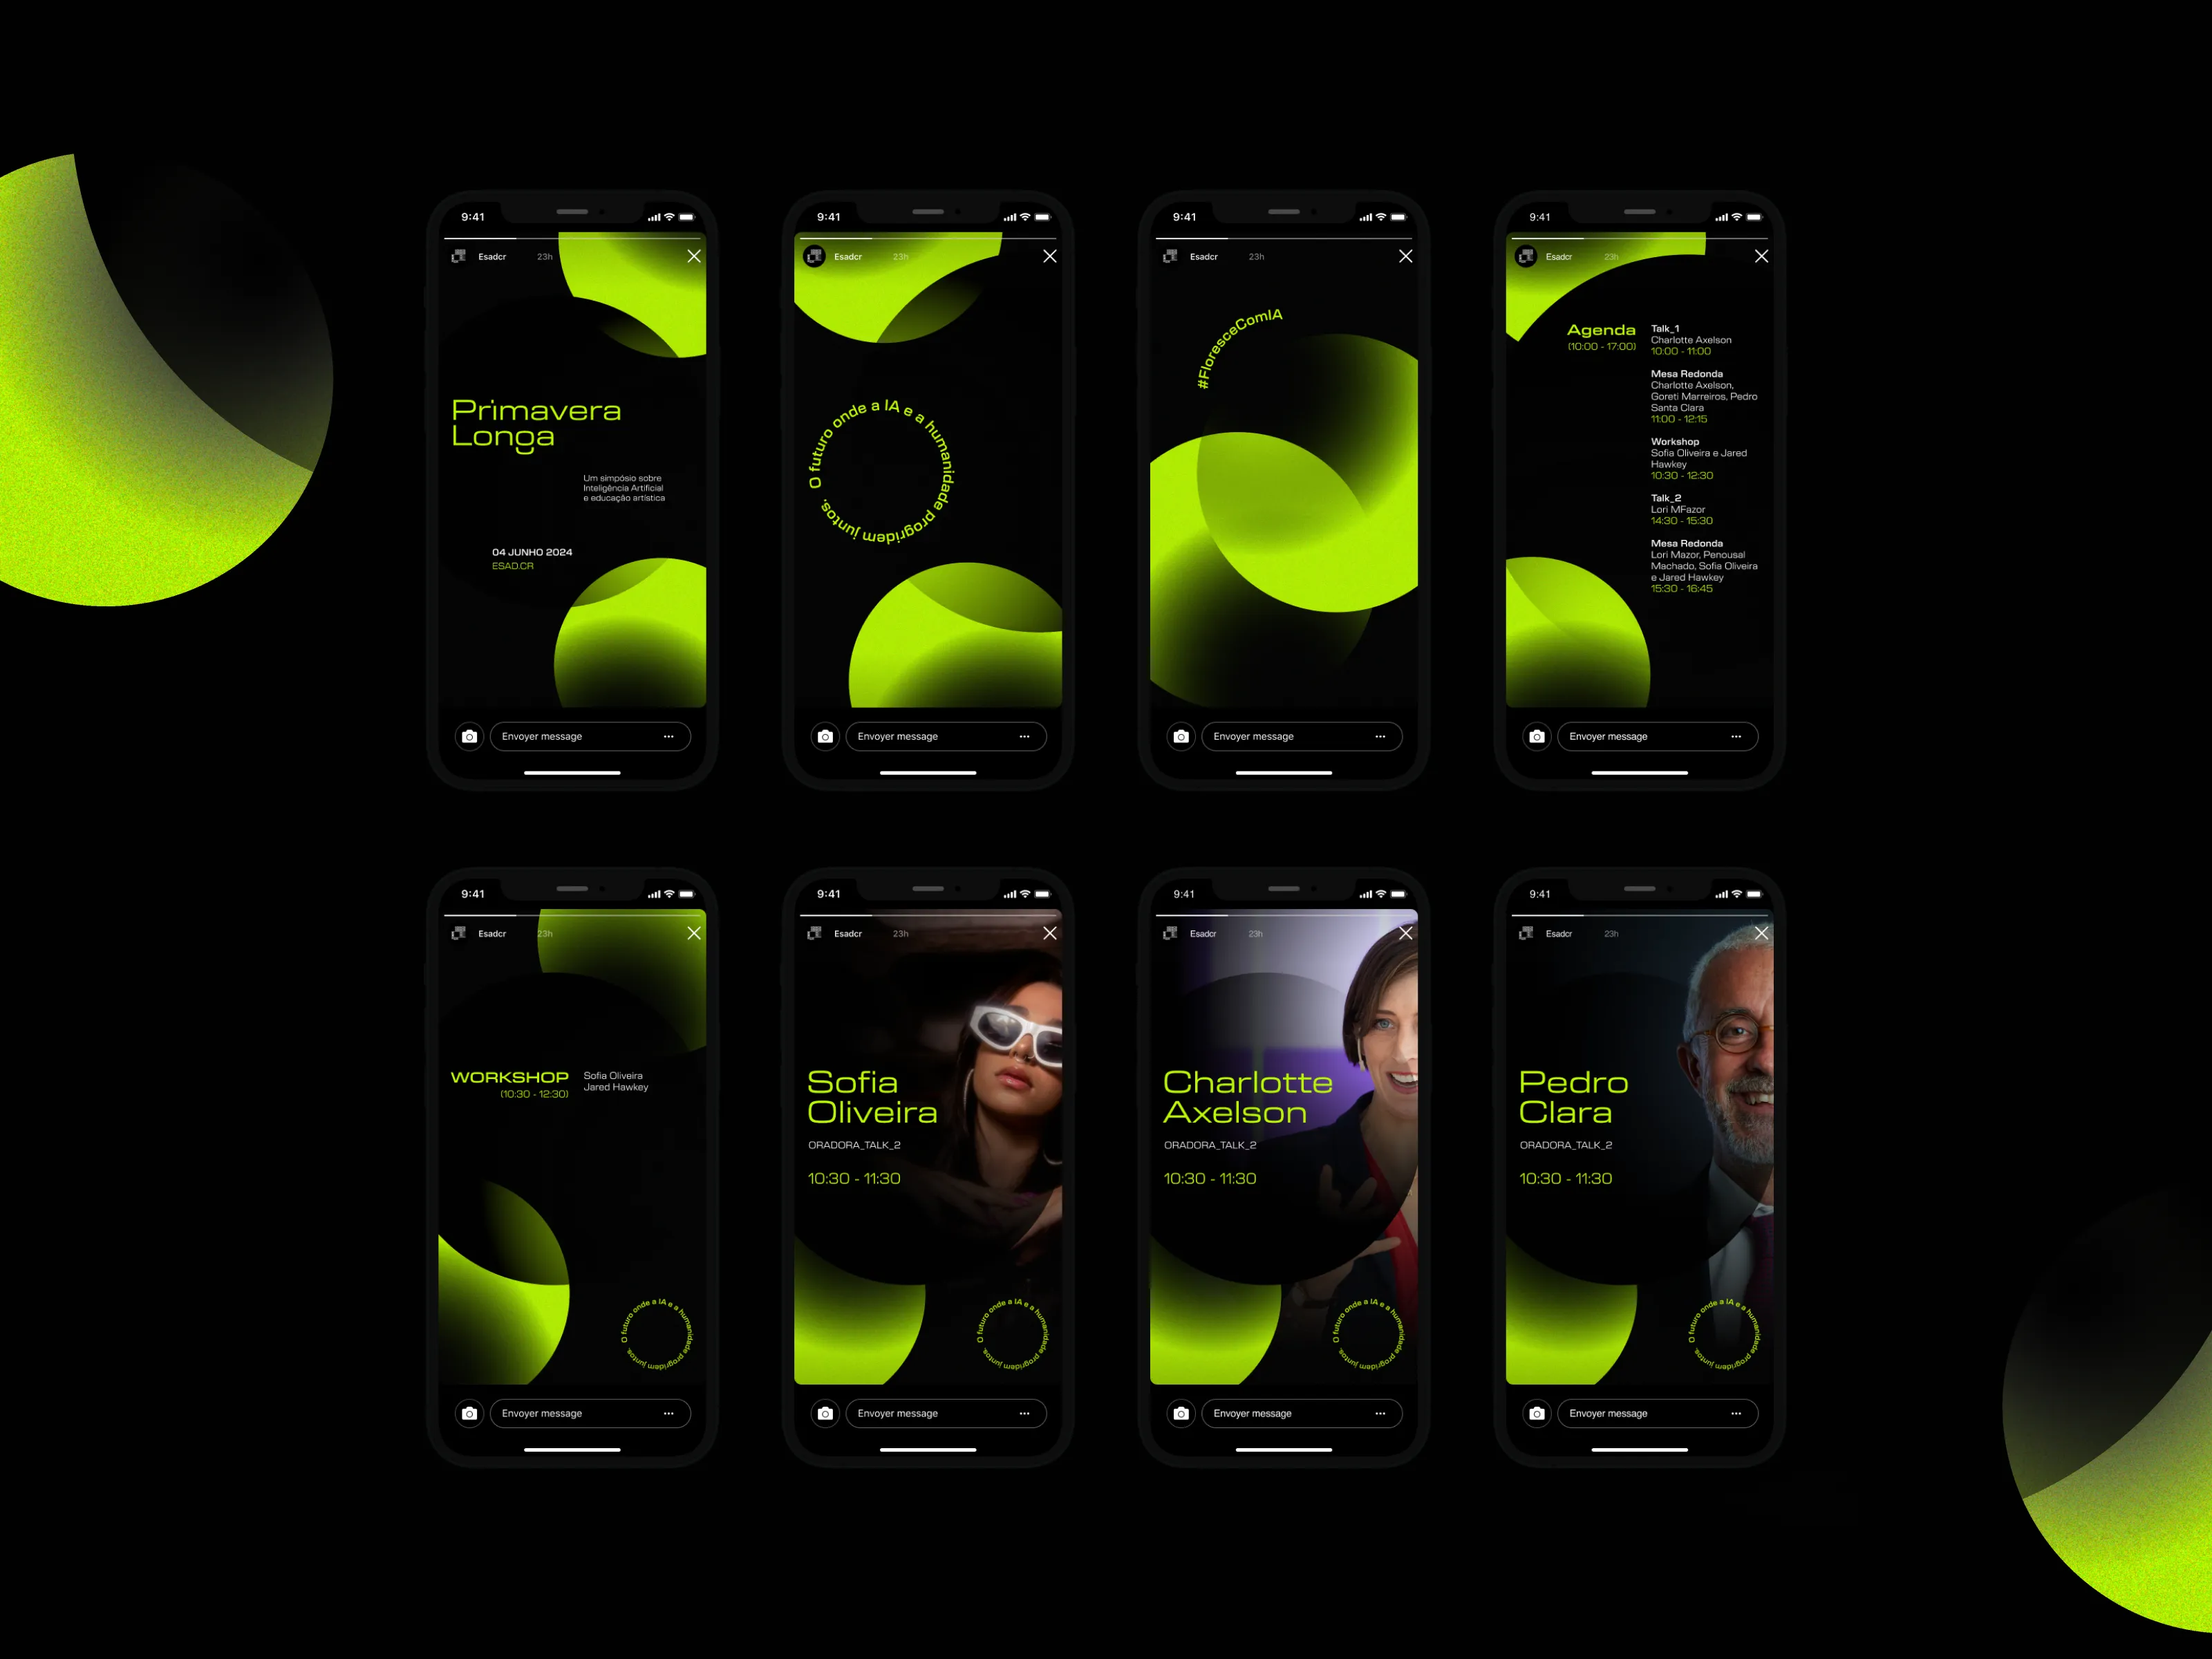 9:41
Esadcr 23h
Primavera
Longa
Um simpósio sobre
Inteligência Artificial
e educação artística
04 JUNHO 2024
ESAD.CR
Envoyer message
9:41
Esadcr 23h
O futuro onde a IA e a humanidade progridem juntos.
Envoyer message
9:41
Esadcr 23h
#FloresceComIA
Envoyer message
9:41
Esadcr 23h
Agenda
(10:00 - 17:00)
Talk_1
Charlotte Axelson
10:00 - 11:00
Mesa Redonda
Charlotte Axelson,
Goreti Marreiros, Pedro
Santa Clara
11:00 - 12:15
Workshop
Sofia Oliveira e Jared
Hawkey
10:30 - 12:30
Talk_2
Lori MFazor
14:30 - 15:30
Mesa Redonda
Lori Mazor, Penousal
Machado, Sofia Oliveira
e Jared Hawkey
15:30 - 16:45
Envoyer message
9:41
Esadcr 23h
WORKSHOP
(10:30 - 12:30)
Sofia Oliveira
Jared Hawkey
O futuro onde a IA e a humanidade progridem juntos.
Envoyer message
9:41
Esadcr 23h
Sofia
Oliveira
ORADORA_TALK_2
10:30 - 11:30
O futuro onde a IA e a humanidade progridem juntos.
Envoyer message
9:41
Esadcr 23h
Charlotte
Axelson
ORADORA_TALK_2
10:30 - 11:30
O futuro onde a IA e a humanidade progridem juntos.
Envoyer message
9:41
Esadcr 23h
Pedro
Clara
ORADORA_TALK_2
10:30 - 11:30
O futuro onde a IA e a humanidade progridem juntos.
Envoyer message